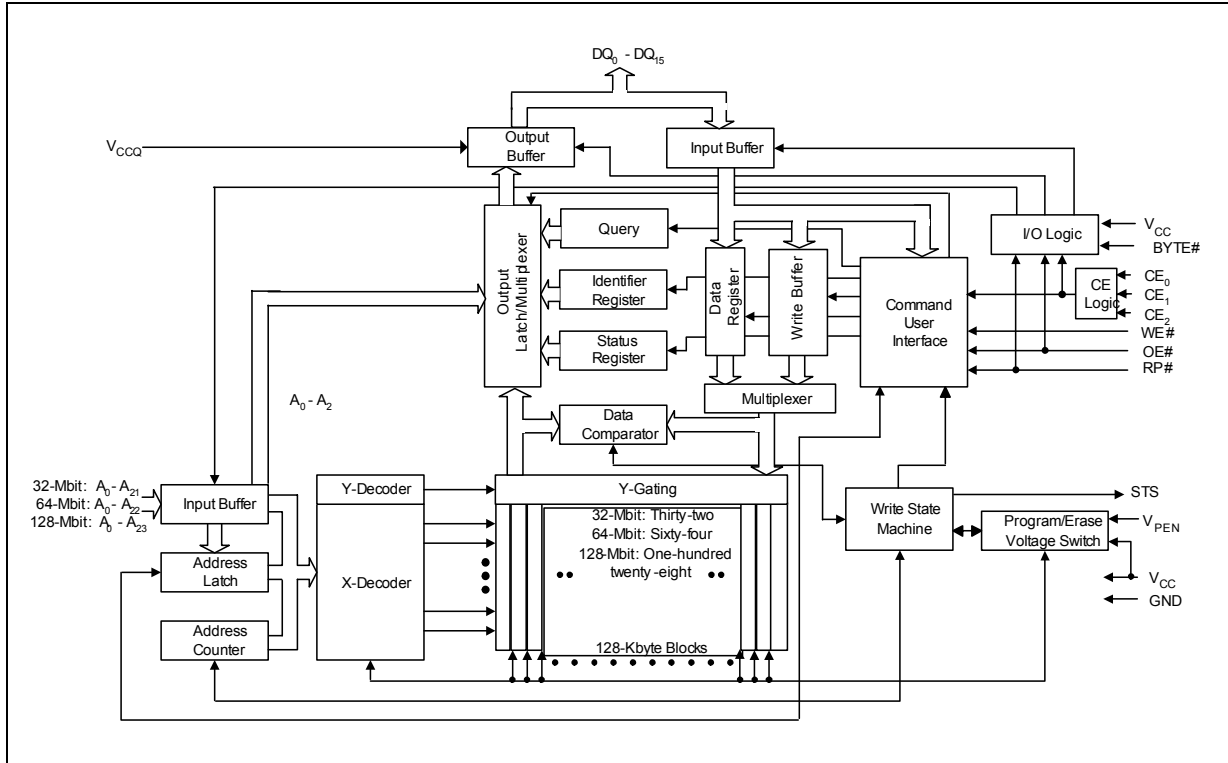 DQ0 - DQ15
VCCQ
Output
Buffer
Input Buffer
Output
Latch/Multiplexer
Query
Identifier
Register
Status
Register
Data
Register
Write Buffer
Command
User
Interface
I/O Logic
CE
Logic
VCC
BYTE#
CE0
CE1
CE2
WE#
OE#
RP#
Multiplexer
A0 - A2
Data
Comparator
32-Mbit: A0 - A21
64-Mbit: A0 - A22
128-Mbit: A0 - A23
Input Buffer
Address
Latch
Address
Counter
Y-Decoder
X-Decoder
Y-Gating
32-Mbit: Thirty-two
64-Mbit: Sixty-four
128-Mbit: One-hundred
twenty-eight
128-Kbyte Blocks
Write State
Machine
Program/Erase
Voltage Switch
STS
VPEN
VCC
GND